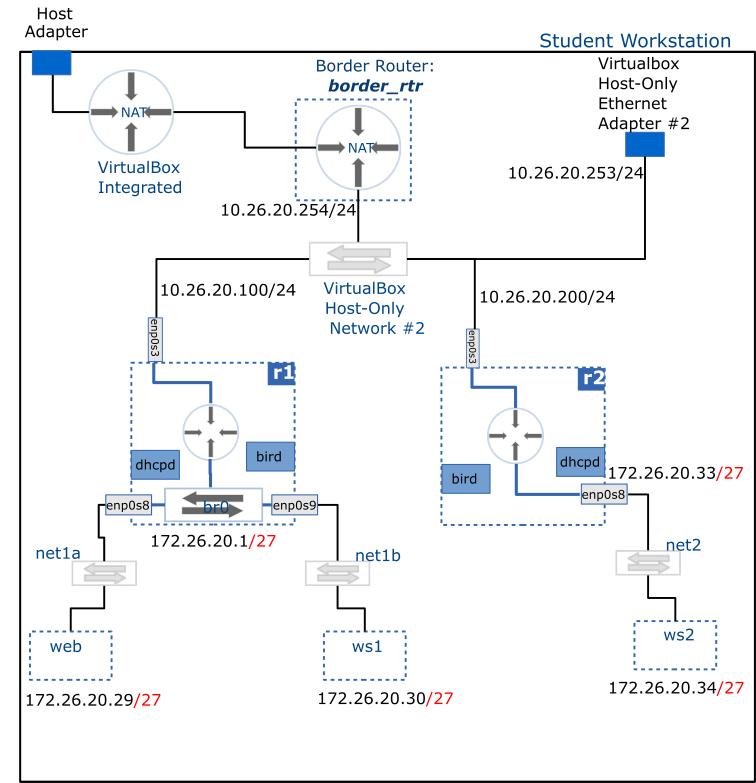 Host
Adapter
Student Workstation
Border Router:
border_rtr
Virtualbox
Host-Only
Ethernet
Adapter #2
NAT
NAT
VirtualBox
Integrated
10.26.20.253/24
10.26.20.254/24
VirtualBox
Host-Only
Network #2
10.26.20.100/24
10.26.20.200/24
enp0s3
enp0s3
r1
r2
dhcpd
bird
bird
dhcpd
172.26.20.33/27
enp0s8
br0
enp0s9
enp0s8
172.26.20.1/27
net1a
net1b
net2
web
ws1
ws2
172.26.20.29/27
172.26.20.30/27
172.26.20.34/27